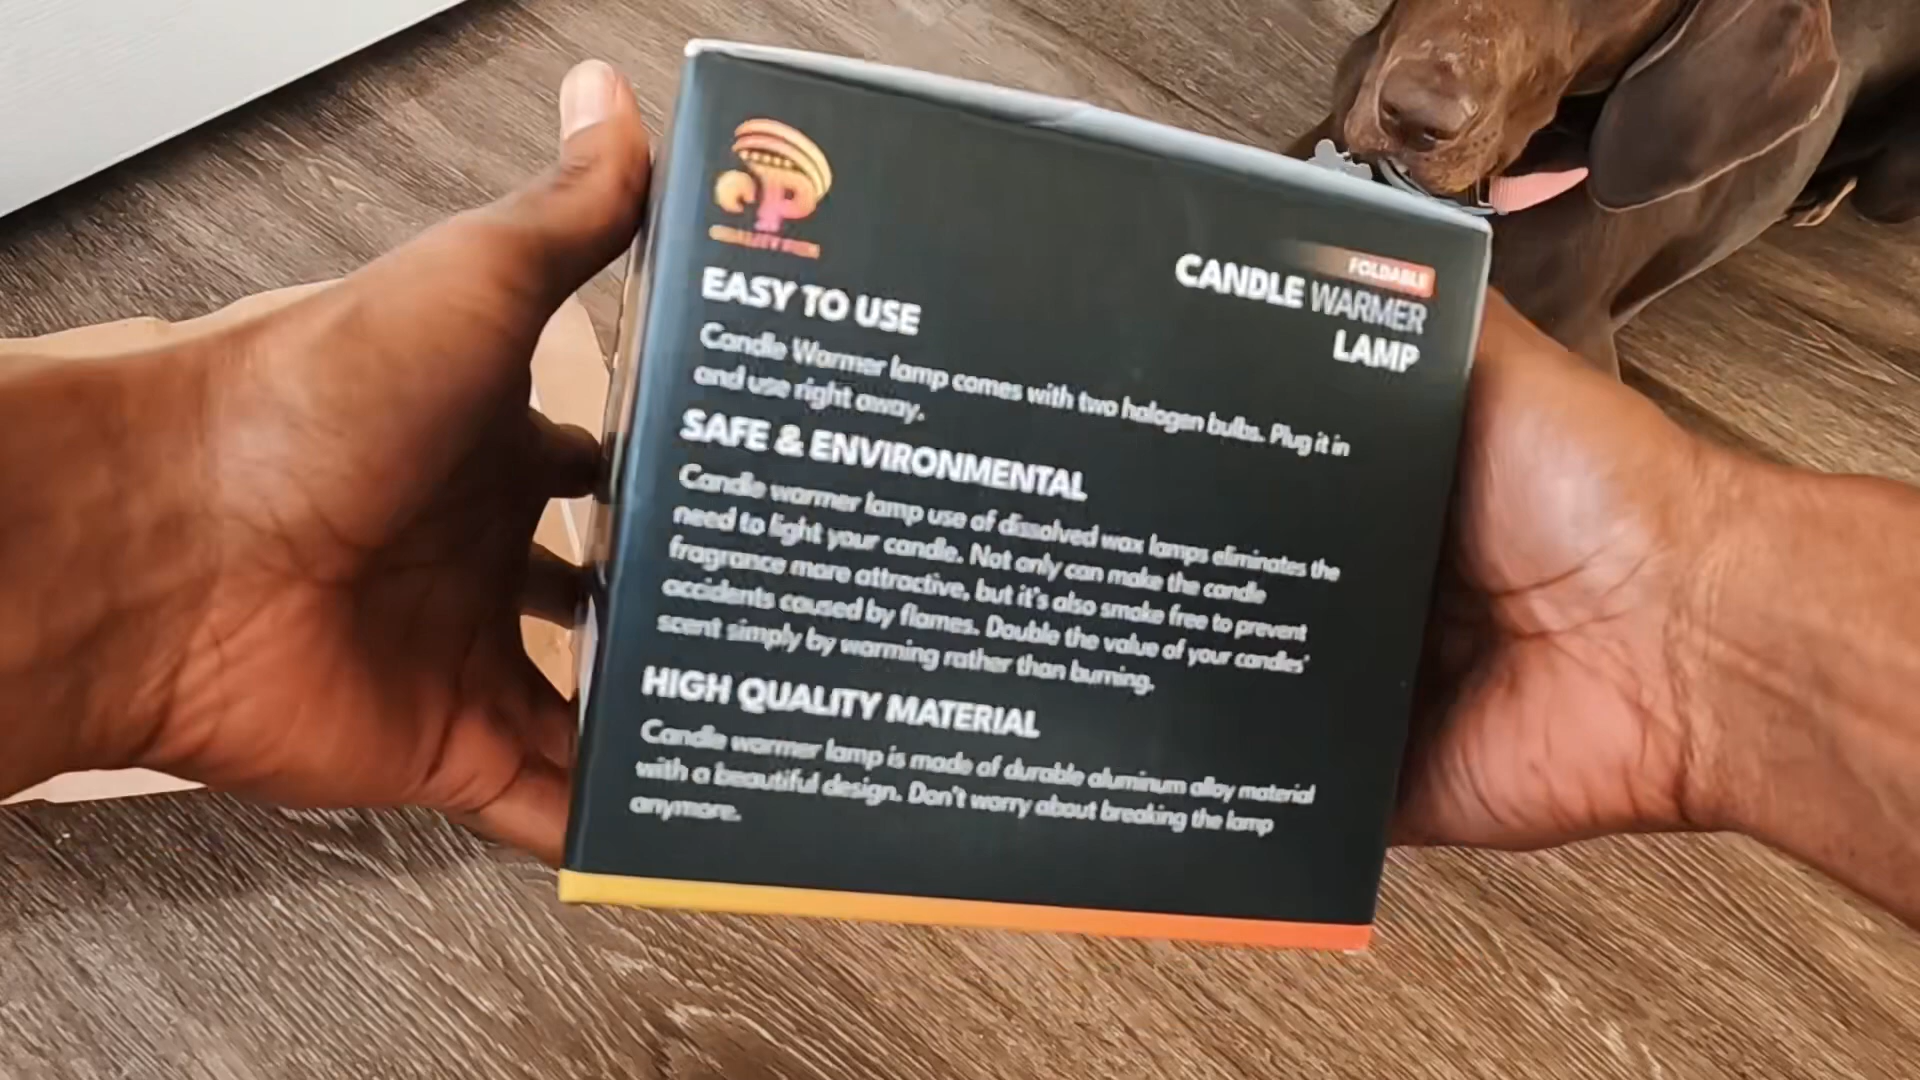 P
QUALITY
FOLDABLE
CANDLE WARMER
LAMP
EASY TO USE
Candle Warmer lamp comes with two halogen bulbs. Plug it in
and use right away.
SAFE & ENVIRONMENTAL
Candle warmer lamp use of dissolved wax lamps eliminates the
need to light your candle. Not only can make the candle
fragrance more attractive, but it's also smoke free to prevent
accidents caused by flames. Double the value of your candles'
scent simply by warming rather than burning.
HIGH QUALITY MATERIAL
Candle warmer lamp is made of durable aluminum alloy material
with a beautiful design. Don't worry about breaking the lamp
anymore.